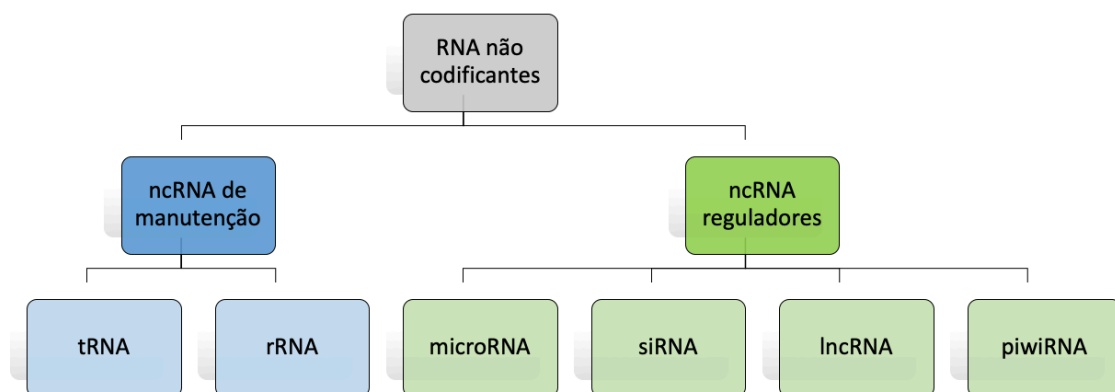 RNA não
codificantes
ncRNA de
manutenção
ncRNA
reguladores
tRNA
rRNA
microRNA
siRNA
lncRNA
piwiRNA